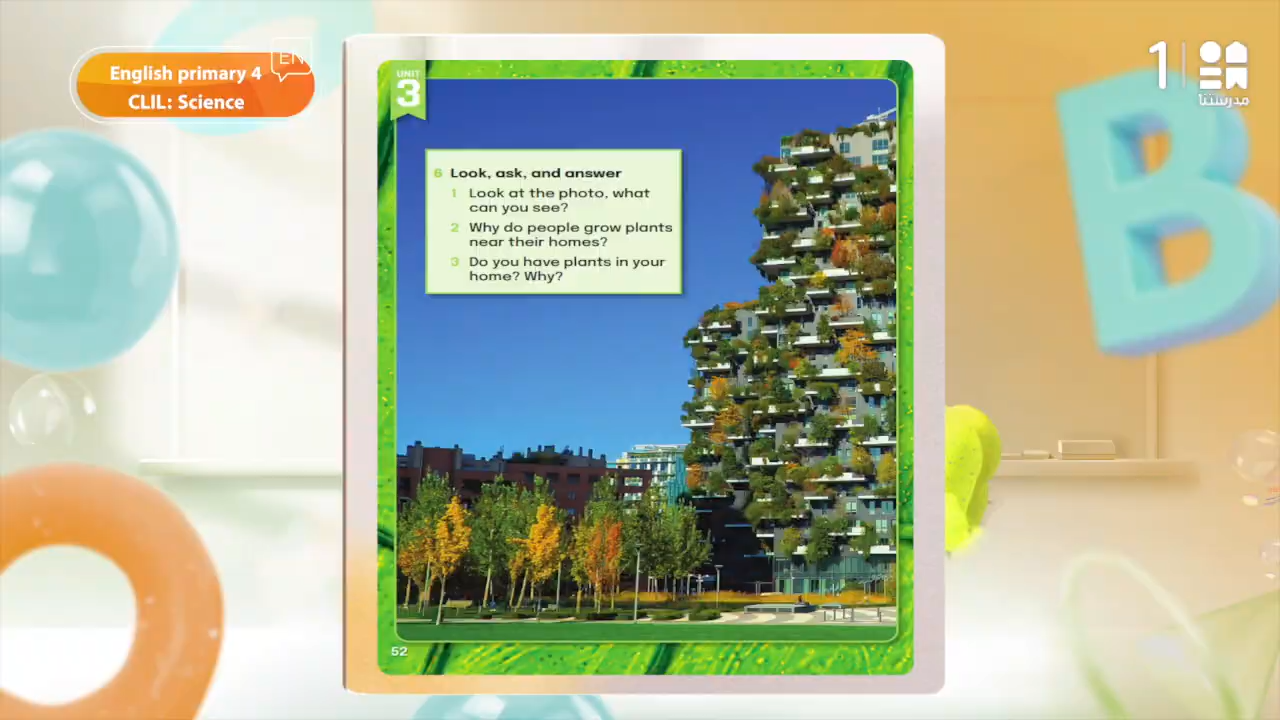 English primary 4
CLIL: Science
EN
1
مدرستنا
UNIT
3
6 Look, ask, and answer
1 Look at the photo, what
can you see?
2 Why do people grow plants
near their homes?
3 Do you have plants in your
home? Why?
52
B